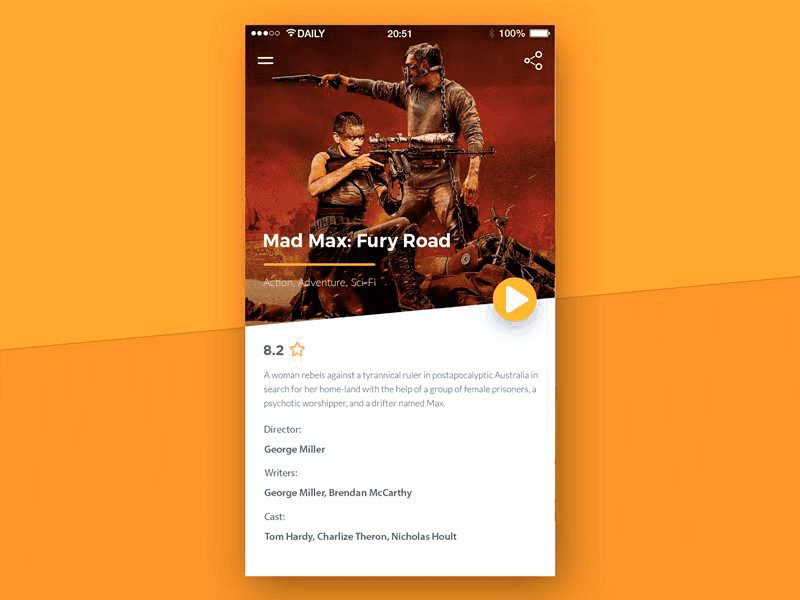 DAILY 20:51 100%
Mad Max: Fury Road
Action, Adventure, Sci-Fi
8.2
A woman rebels against a tyrannical ruler in postapocalyptic Australia in
search for her home-land with the help of a group of female prisoners, a
psychotic worshipper, and a drifter named Max.
Director:
George Miller
Writers:
George Miller, Brendan McCarthy
Cast:
Tom Hardy, Charlize Theron, Nicholas Hoult